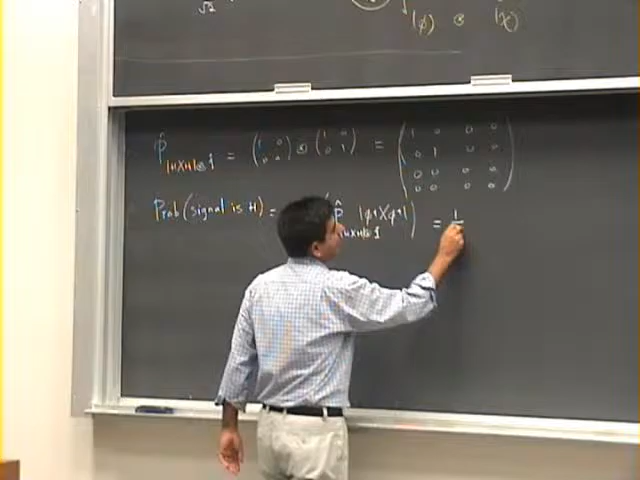 √2 |φ⟩ ⊗ |χ⟩
P̂ |H⟩⟨H|⊗1̂ = (1 0 0 0) ⊗ (1 0 0 1) = (1 0 0 0
0 1 0 0
0 0 0 0
0 0 0 0)
Prob(signal is H) = P̂ |H⟩⟨H|⊗1̂ |φ+⟩⟨φ+|) = 1